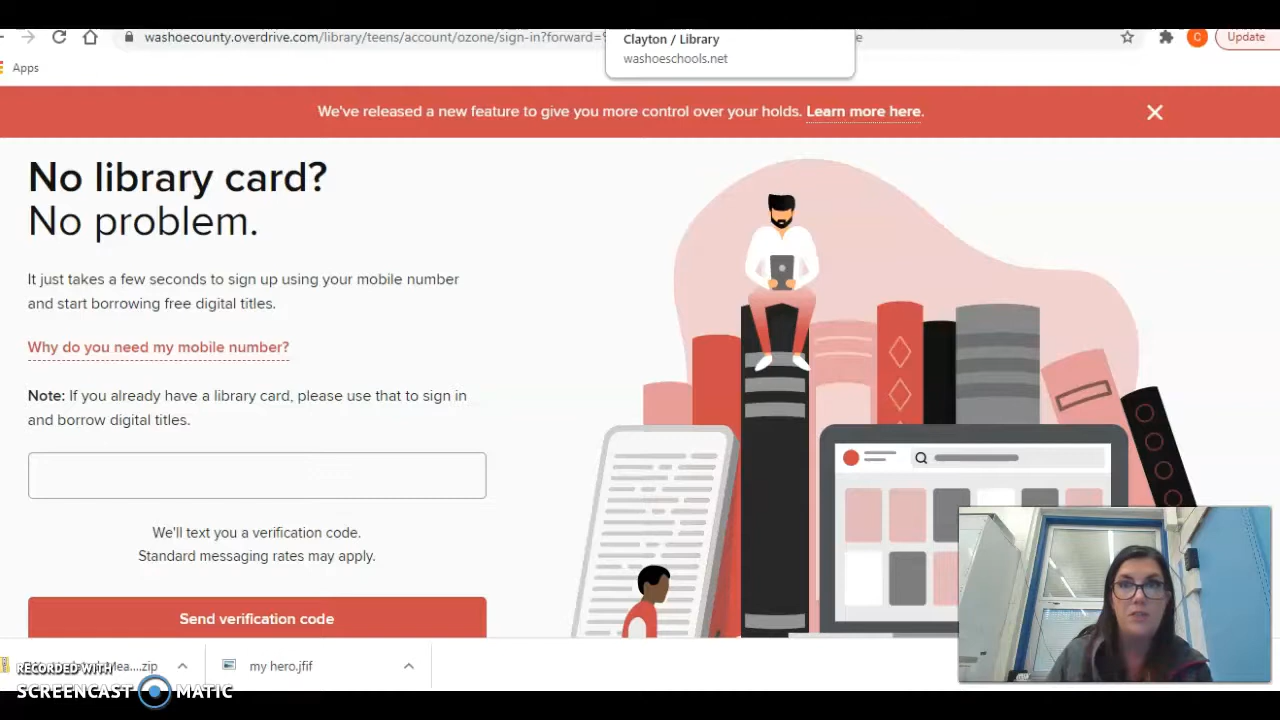 washoecounty.overdrive.com/library/teens/account/ozone/sign-in?forward=
Clayton / Library
washoeschools.net
e
C
Update
Apps
We've released a new feature to give you more control over your holds. Learn more here.
No library card?
No problem.
It just takes a few seconds to sign up using your mobile number
and start borrowing free digital titles.
Why do you need my mobile number?
Note: If you already have a library card, please use that to sign in
and borrow digital titles.
We'll text you a verification code.
Standard messaging rates may apply.
Send verification code
my hero.jfif
RECORDED WITH
SCREENCAST MATIC